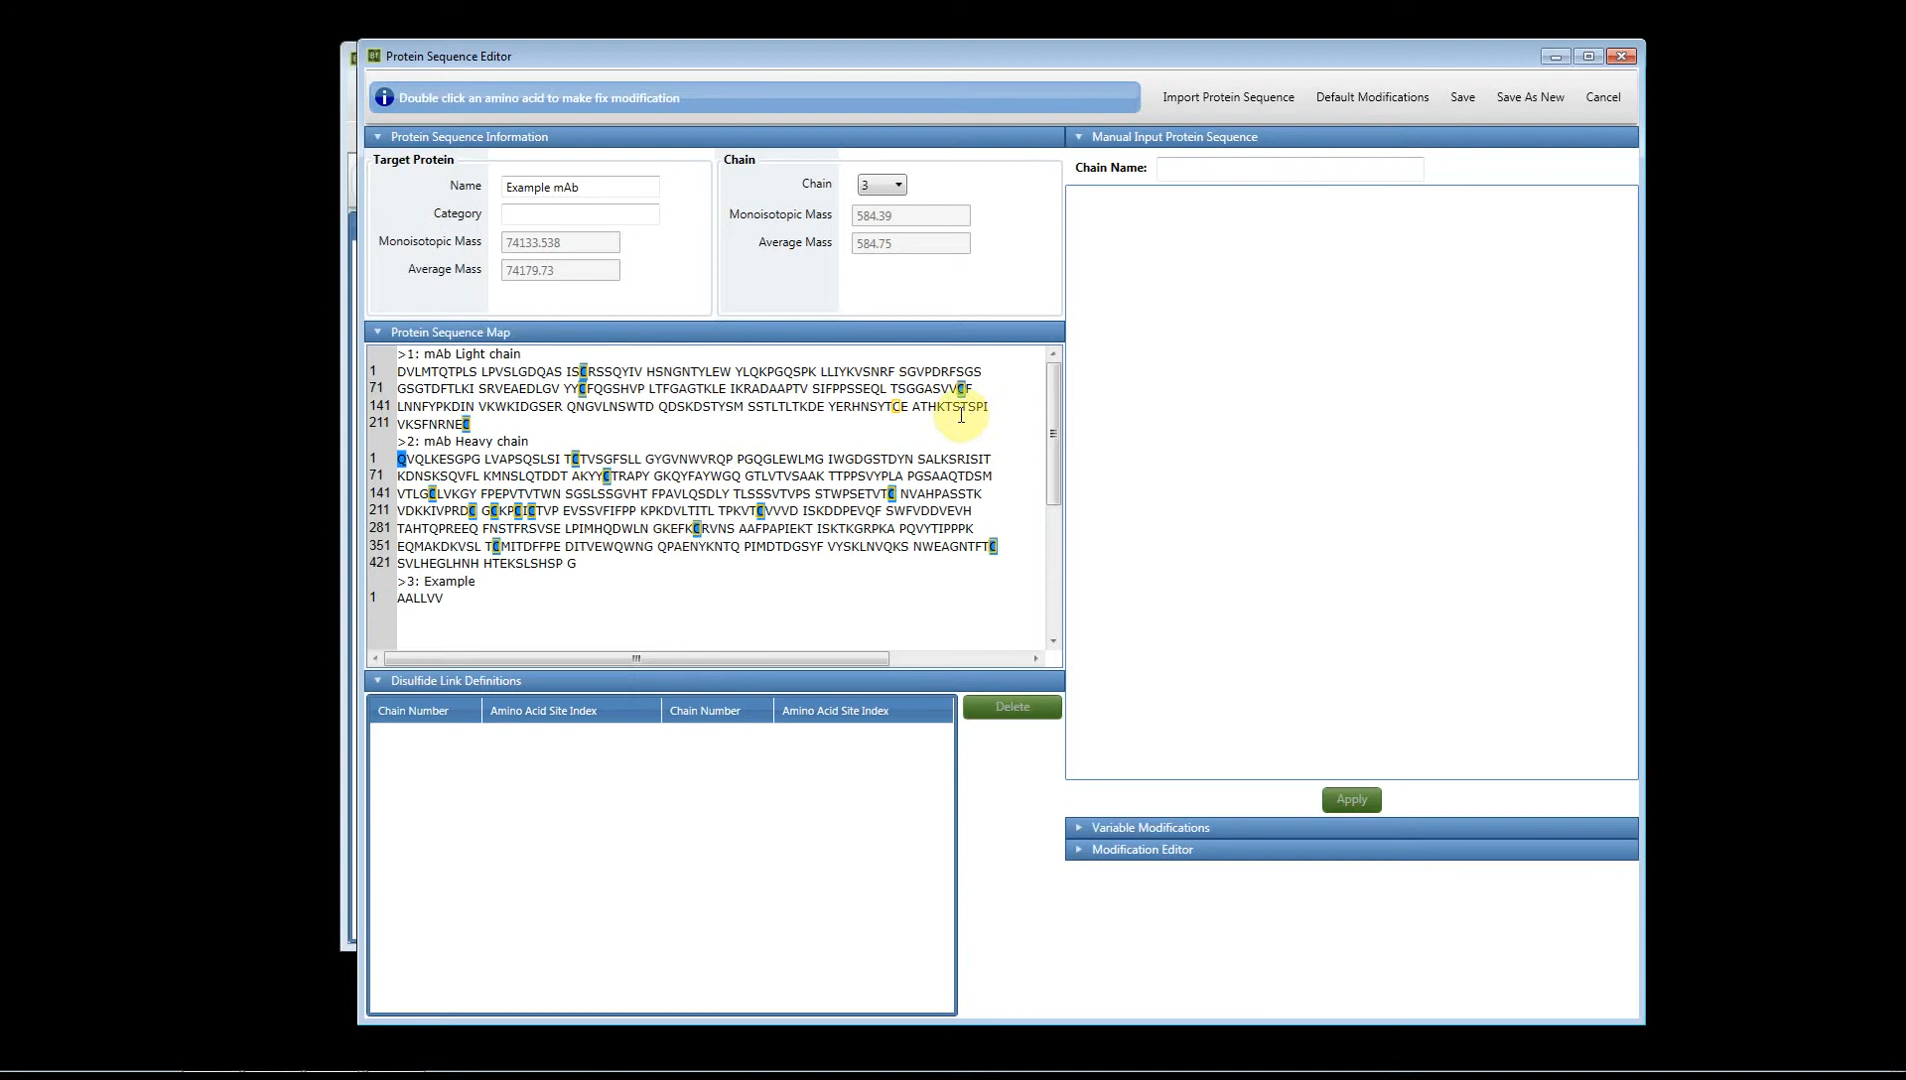 Protein Sequence Editor
Double click an amino acid to make fix modification
Import Protein Sequence
Default Modifications
Save
Save As New
Cancel
Protein Sequence Information
Target Protein
Name
Example mAb
Category
Monoisotopic Mass
74133.538
Average Mass
74179.73
Chain
Chain
3
Monoisotopic Mass
584.39
Average Mass
584.75
Manual Input Protein Sequence
Chain Name:
Protein Sequence Map
>1: mAb Light chain
1 DVLMTQTPLS LPVSLGDQAS ISCRSSQYIV HSNGNTYLEW YLQKPGQSPK LLIYKVSNRF SGVPDRFSGS
71 GSGTDFTLKI SRVEAEDLGV YYCFQGSHVP LTFGAGTKLE IKRADAAPTV SIFPPSSEQL TSGGASVVCF
141 LNNFYPKDIN VKWKIDGSER QNGVLNSWTD QDSKDSTYSM SSTLTLTKDE YERHNSYTCE ATHKTSTSPI
211 VKSFNRNEC
>2: mAb Heavy chain
1 QVQLKESGPG LVAPSQSLSI TCTVSGFSLL GYGVNWVRQP PGQGLEWLMG IWGDGSTDYN SALKSRISIT
71 KDNSKSQVFL KMNSLQTDDT AKYYCTRAPY GKQYFAYWGQ GTLVTVSAAK TTPPSVYPLA PGSAAQTDSM
141 VTLGCLVKGY FPEPVTVTWN SGSLSSGVHT FPAVLQSDLY TLSSSVTVPS STWPSETVTC NVAHPASSTK
211 VDKKIVPRDC GCKPCICTVP EVSSVFIFPP KPKDVLTITL TPKVTCVVVD ISKDDPEVQF SWFVDDVEVH
281 TAHTQPREEQ FNSTFRSVSE LPIMHQDWLN GKEFKCRVNS AAFPAPIEKT ISKTKGRPKA PQVYTIPPPK
351 EQMAKDKVSL TCMITDFFPE DITVEWQWNG QPAENYKNTQ PIMDTDGSYF VYSKLNVQKS NWEAGNTFTC
421 SVLHEGLHNH HTEKSLSHSP G
>3: Example
1 AALLVV
Disulfide Link Definitions
Chain Number
Amino Acid Site Index
Chain Number
Amino Acid Site Index
Delete
Apply
Variable Modifications
Modification Editor